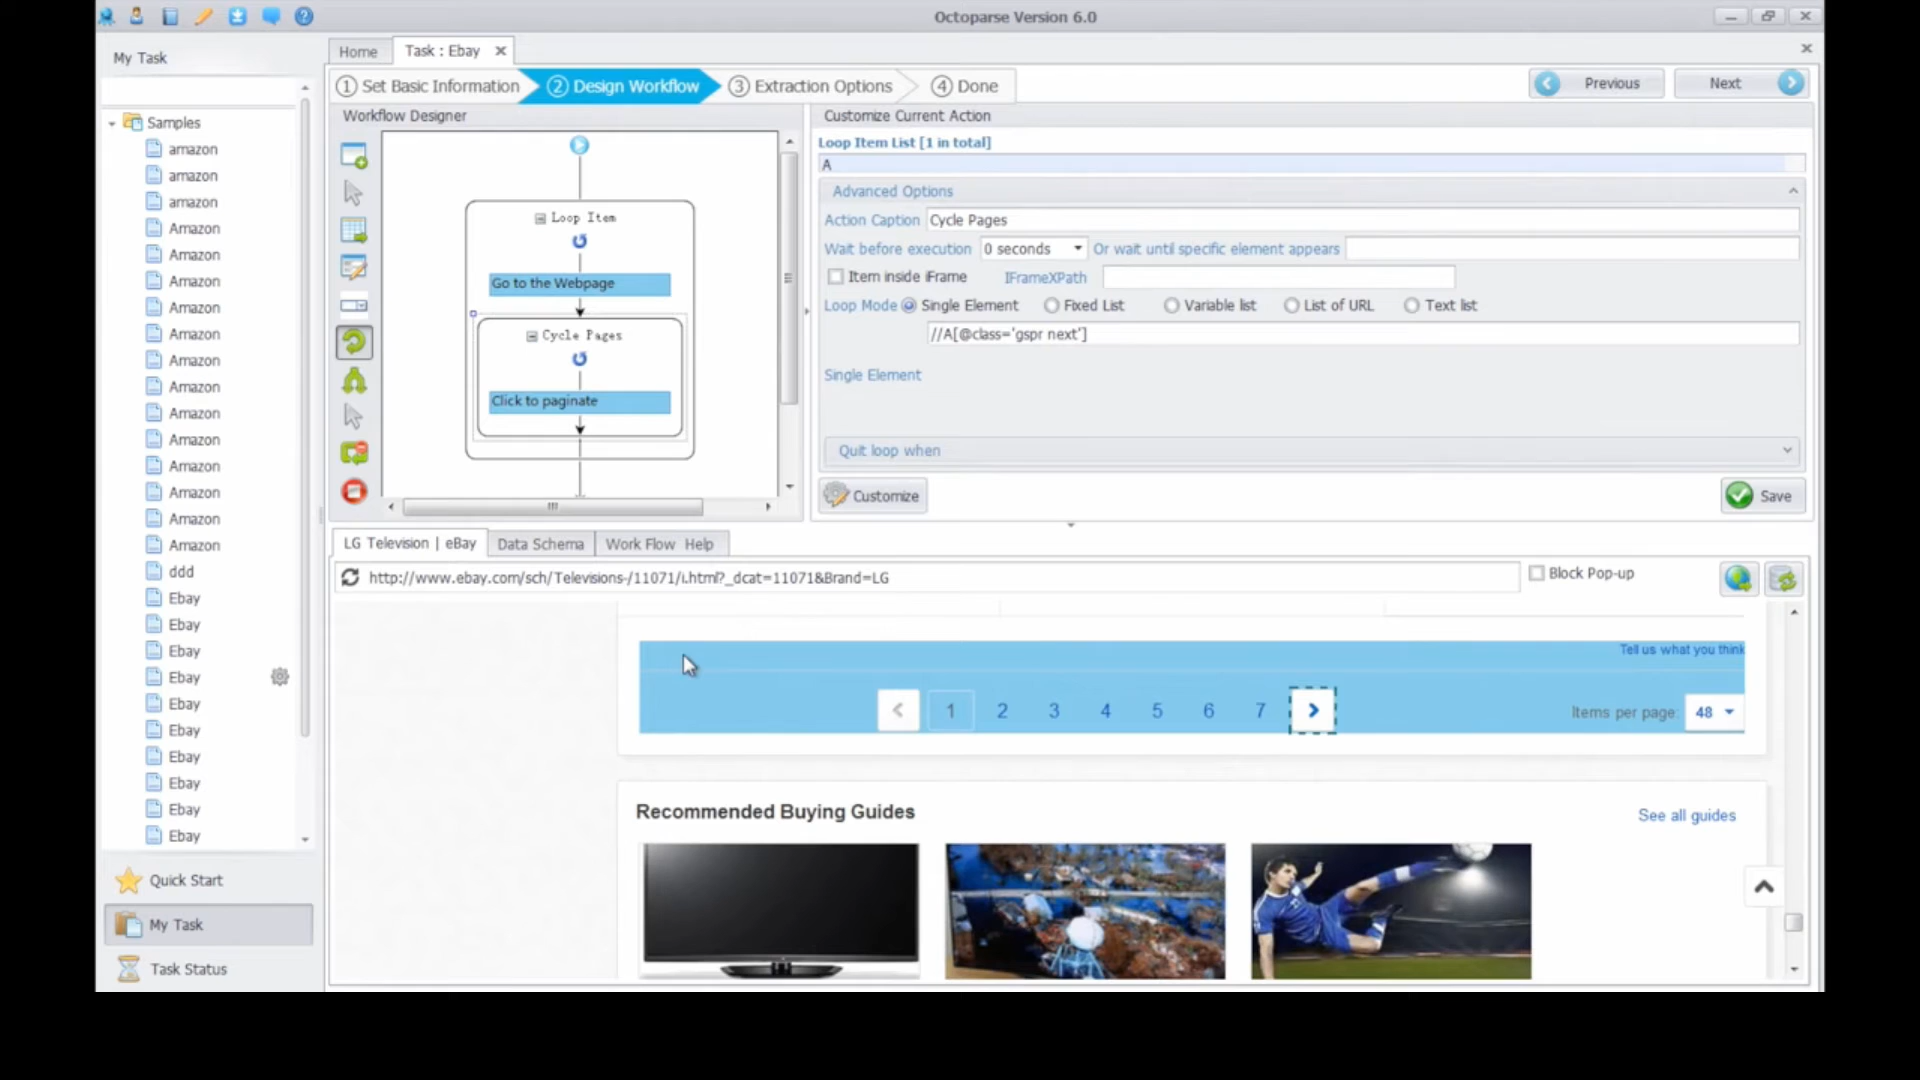 Octoparse Version 6.0
My Task
Home
Task : Ebay
1 Set Basic Information
2 Design Workflow
3 Extraction Options
4 Done
Previous
Next
Samples
amazon
amazon
amazon
Amazon
Amazon
Amazon
Amazon
Amazon
Amazon
Amazon
Amazon
Amazon
Amazon
Amazon
Amazon
Amazon
ddd
Ebay
Ebay
Ebay
Ebay
Ebay
Ebay
Ebay
Ebay
Ebay
Ebay
Quick Start
My Task
Task Status
Workflow Designer
Loop Item
Go to the Webpage
Cycle Pages
Click to paginate
Customize Current Action
Loop Item List [1 in total]
A
Advanced Options
Action Caption Cycle Pages
Wait before execution 0 seconds Or wait until specific element appears
Item inside iFrame IFrameXPath
Loop Mode Single Element Fixed List Variable list List of URL Text list
//A[@class='gspr next']
Single Element
Quit loop when
Customize
Save
LG Television | eBay
Data Schema
Work Flow Help
http://www.ebay.com/sch/Televisions-/11071/i.html?_dcat=11071&Brand=LG
Block Pop-up
Tell us what you think
1 2 3 4 5 6 7
Items per page: 48
Recommended Buying Guides
See all guides